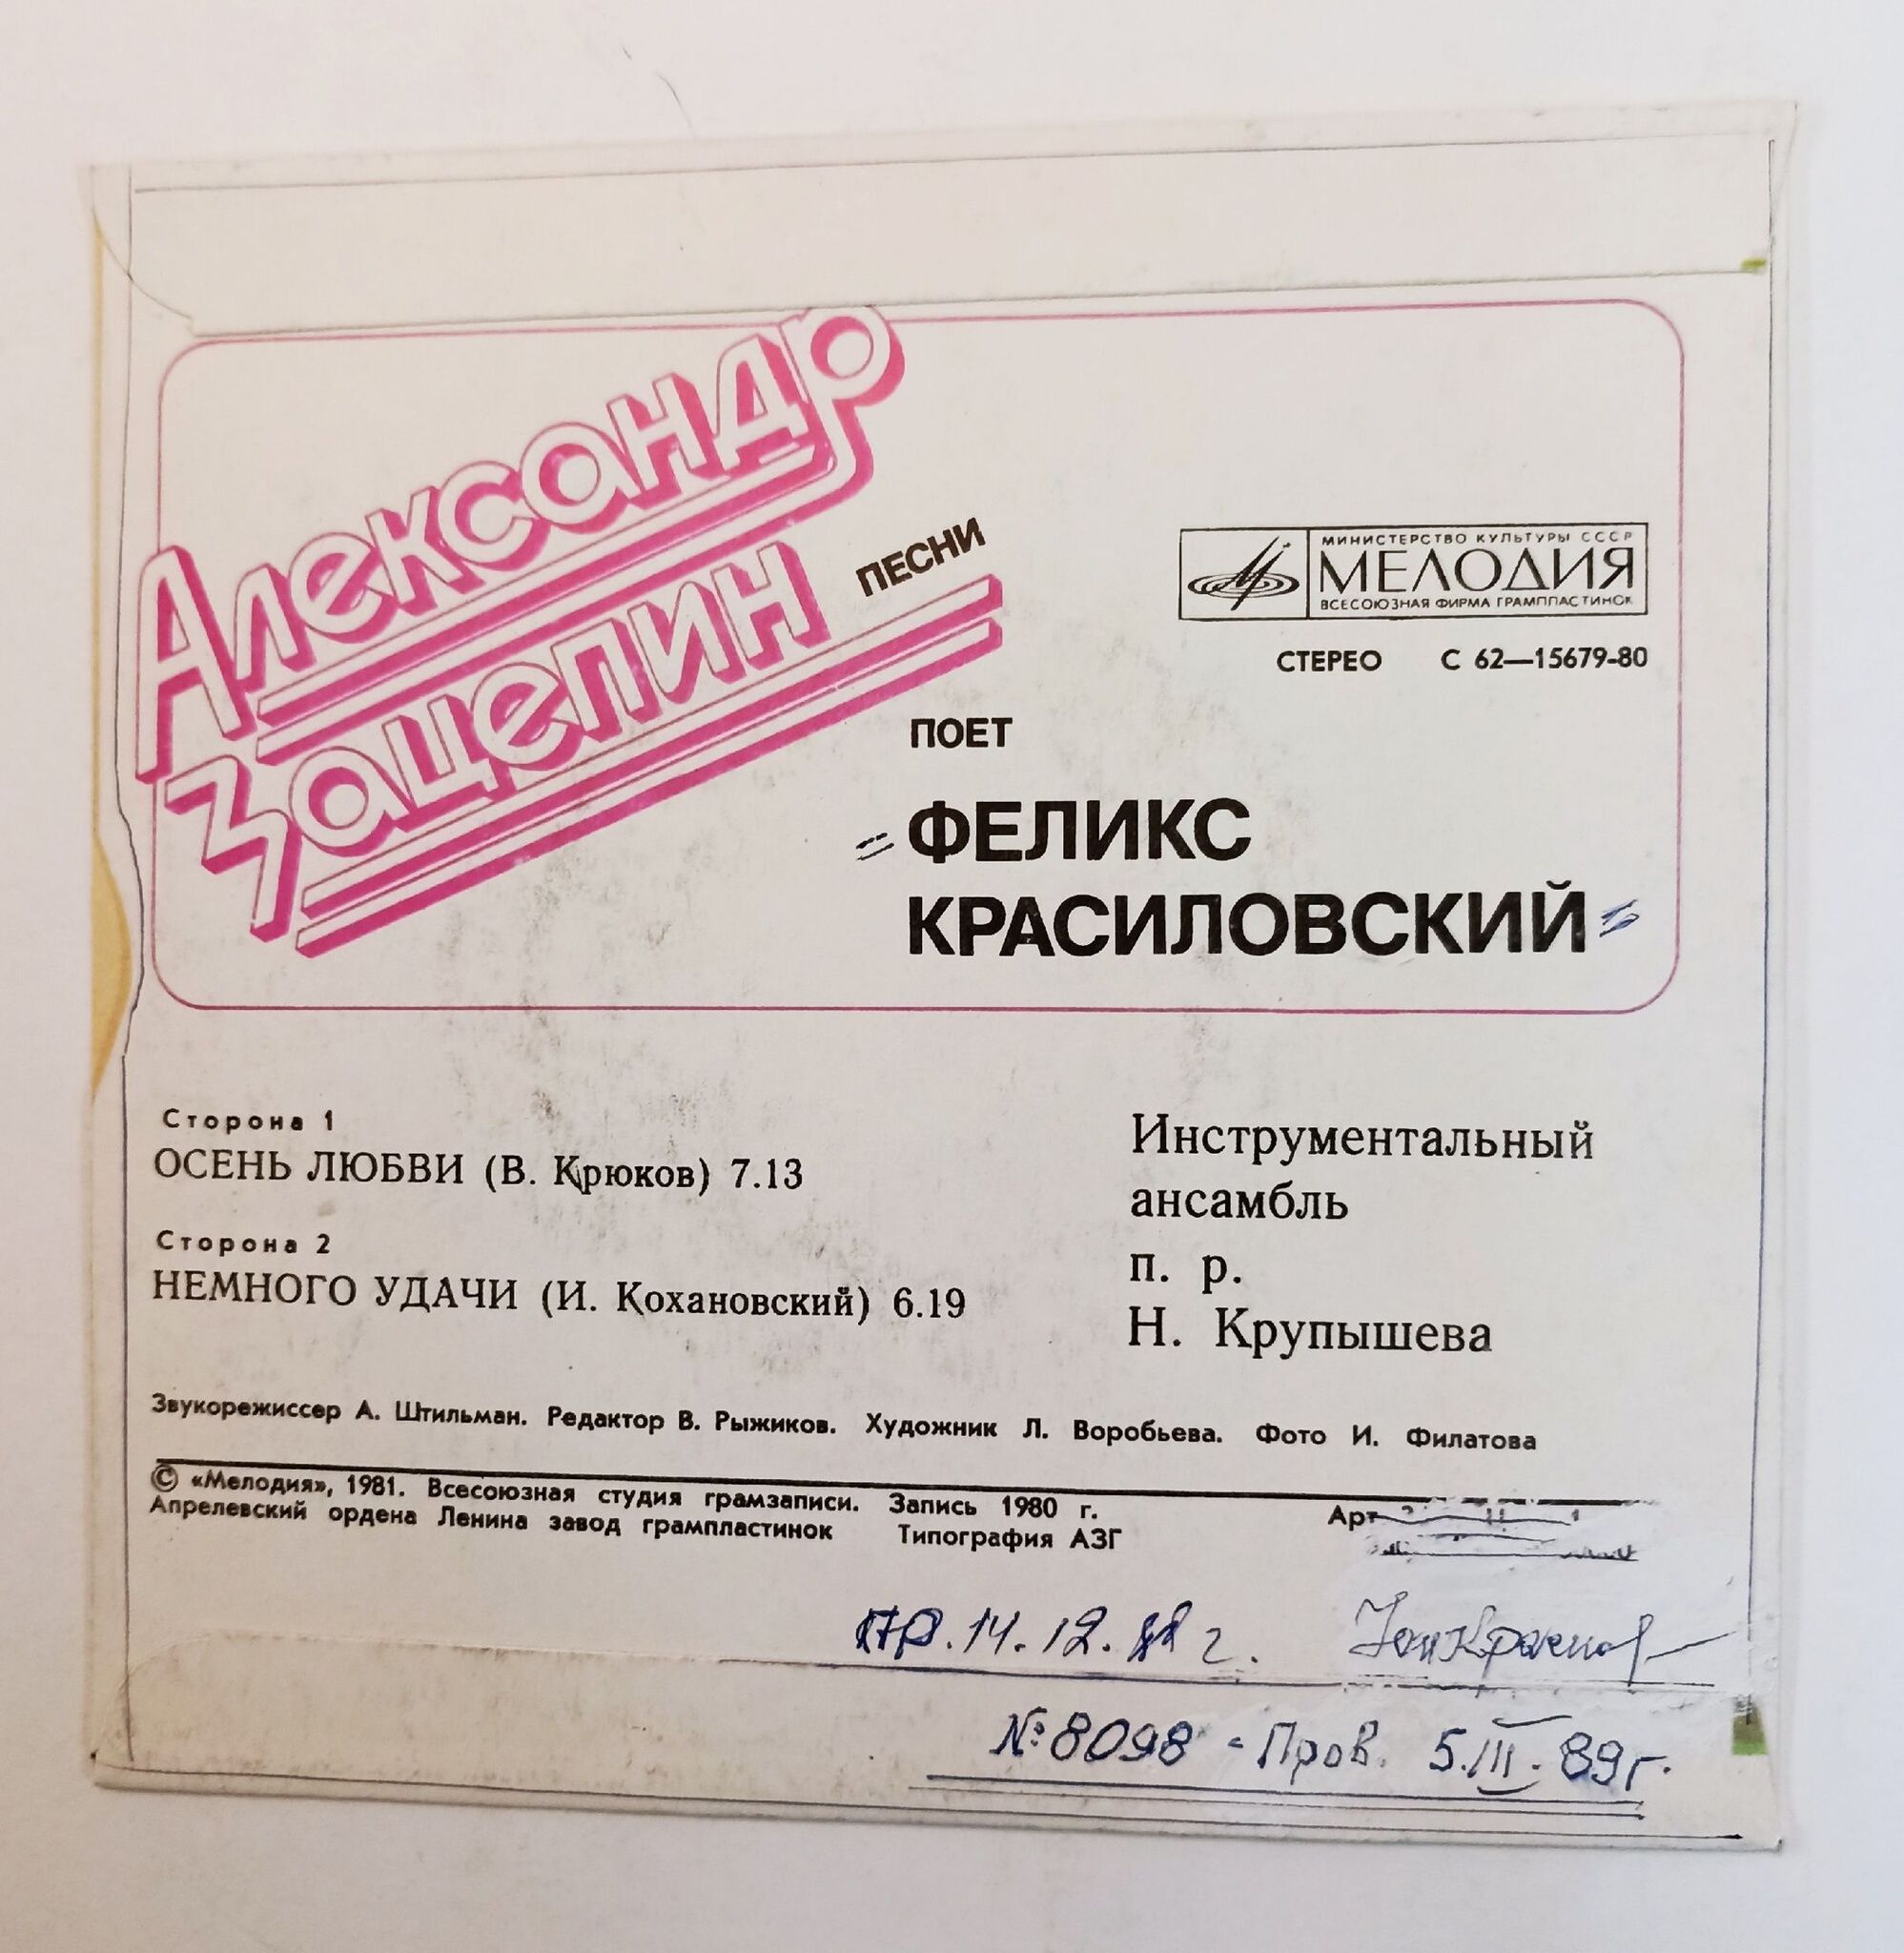 Александр
Зацепин
ПЕСНИ
МИНИСТЕРСТВО КУЛЬТУРЫ СССР
МЕЛОДИЯ
ВСЕСОЮЗНАЯ ФИРМА ГРАМПЛАСТИНОК
СТЕРЕО С 62—15679-80
ПОЕТ
ФЕЛИКС
КРАСИЛОВСКИЙ
Сторона 1
ОСЕНЬ ЛЮБВИ (В. Крюков) 7.13
Сторона 2
НЕМНОГО УДАЧИ (И. Кохановский) 6.19
Инструментальный
ансамбль
п. р.
Н. Крупышева
Звукорежиссер А. Штильман. Редактор В. Рыжиков. Художник Л. Воробьева. Фото И. Филатова
© «Мелодия», 1981. Всесоюзная студия грамзаписи. Запись 1980 г.
Апрелевский ордена Ленина завод грампластинок Типография АЗГ
Арт
ПР. 14. 12. г.
№ 8098 - Пров. 5.III. 89г.